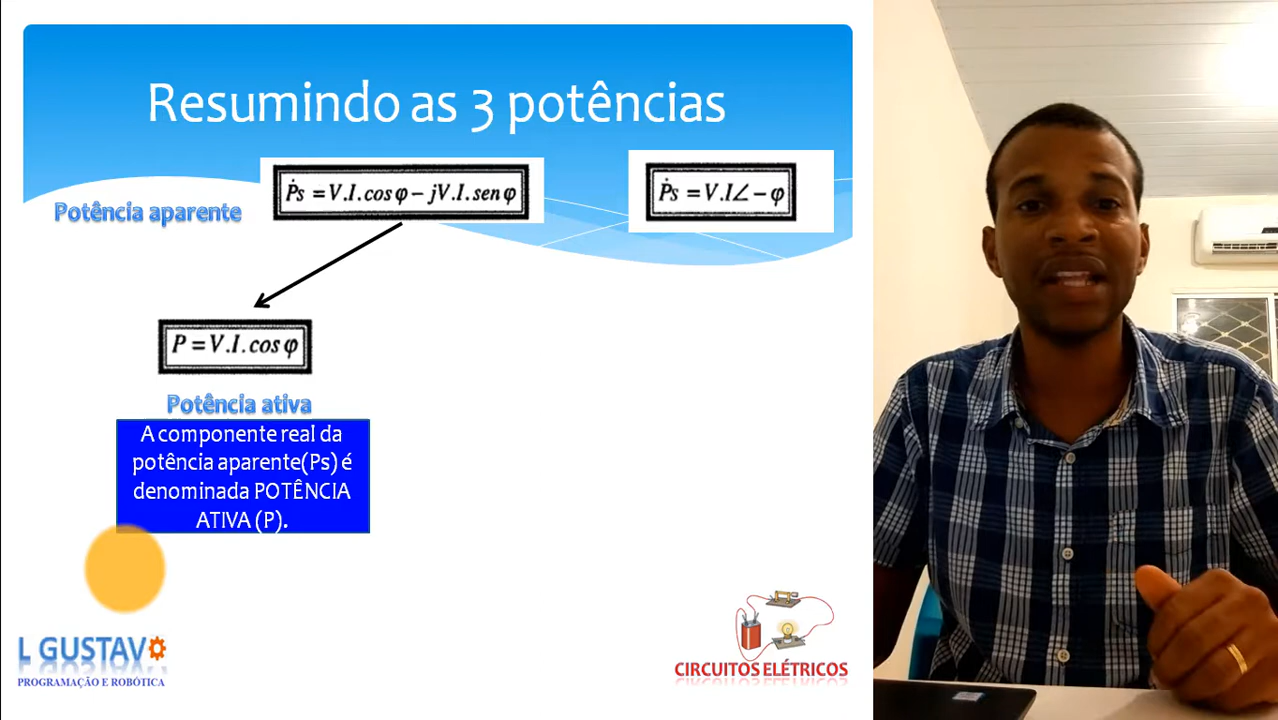 Resumindo as 3 potências
Potência aparente
Ṗs = V.I.cos φ − jV.I.sen φ
Ṗs = V.I∠ − φ
P = V.I.cos φ
Potência ativa
A componente real da
potência aparente(Ps) é
denominada POTÊNCIA
ATIVA (P).
L GUSTAVO
PROGRAMAÇÃO E ROBÓTICA
CIRCUITOS ELÉTRICOS